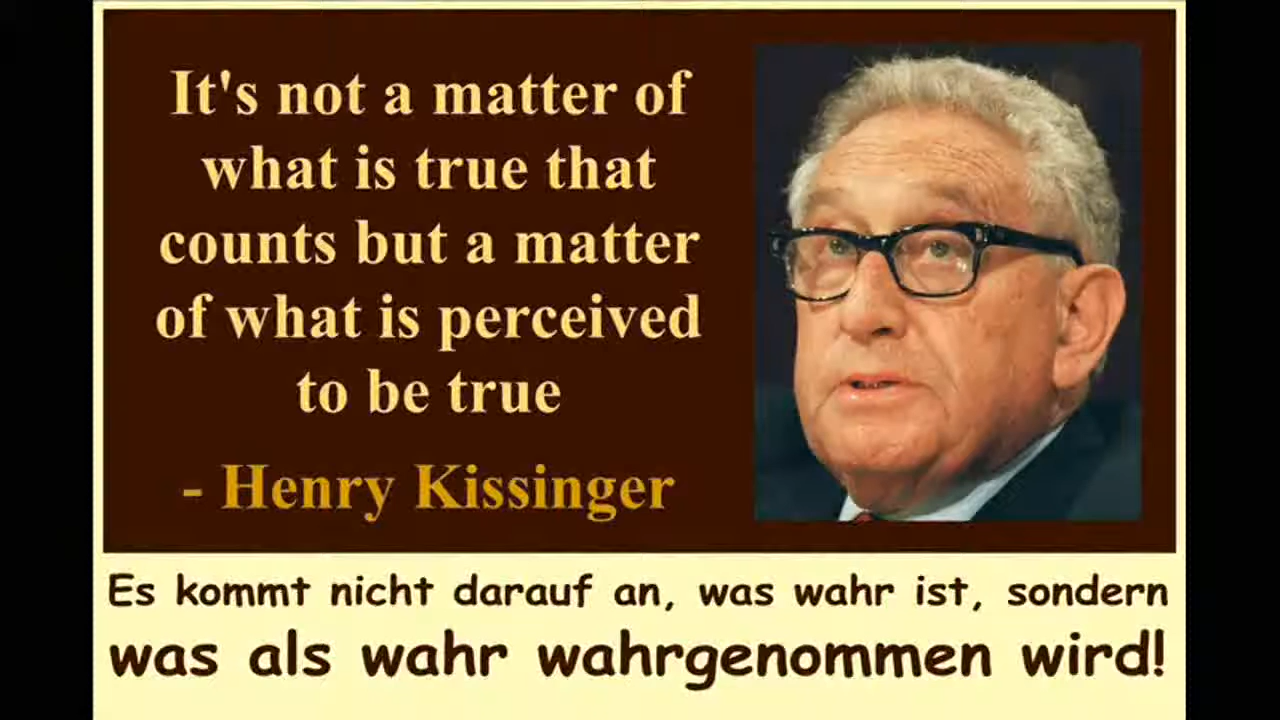 It's not a matter of
what is true that
counts but a matter
of what is perceived
to be true
- Henry Kissinger
Es kommt nicht darauf an, was wahr ist, sondern
was als wahr wahrgenommen wird!